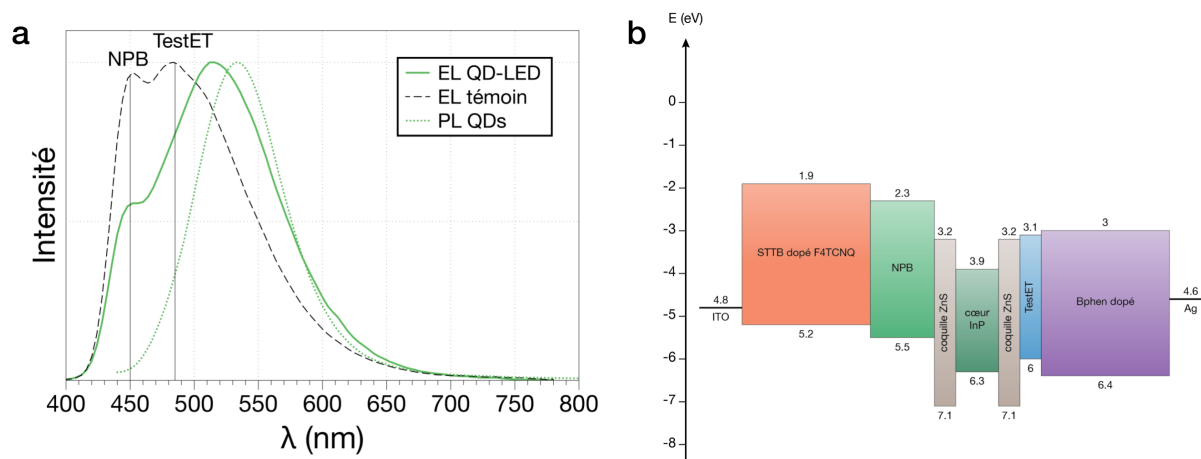 a
NPB
TestET
EL QD-LED
EL témoin
PL QDs
Intensité
400
450
500
550
600
650
700
750
800
λ (nm)
b
E (eV)
0
-1
-2
-3
-4
-5
-6
-7
-8
4.8
ITO
1.9
STTB dopé F4TCNQ
5.2
2.3
NPB
5.5
3.2
coquille ZnS
7.1
3.9
cœur
InP
6.3
3.2
coquille ZnS
7.1
3.1
TestET
6
3
Bphen dopé
6.4
4.6
Ag